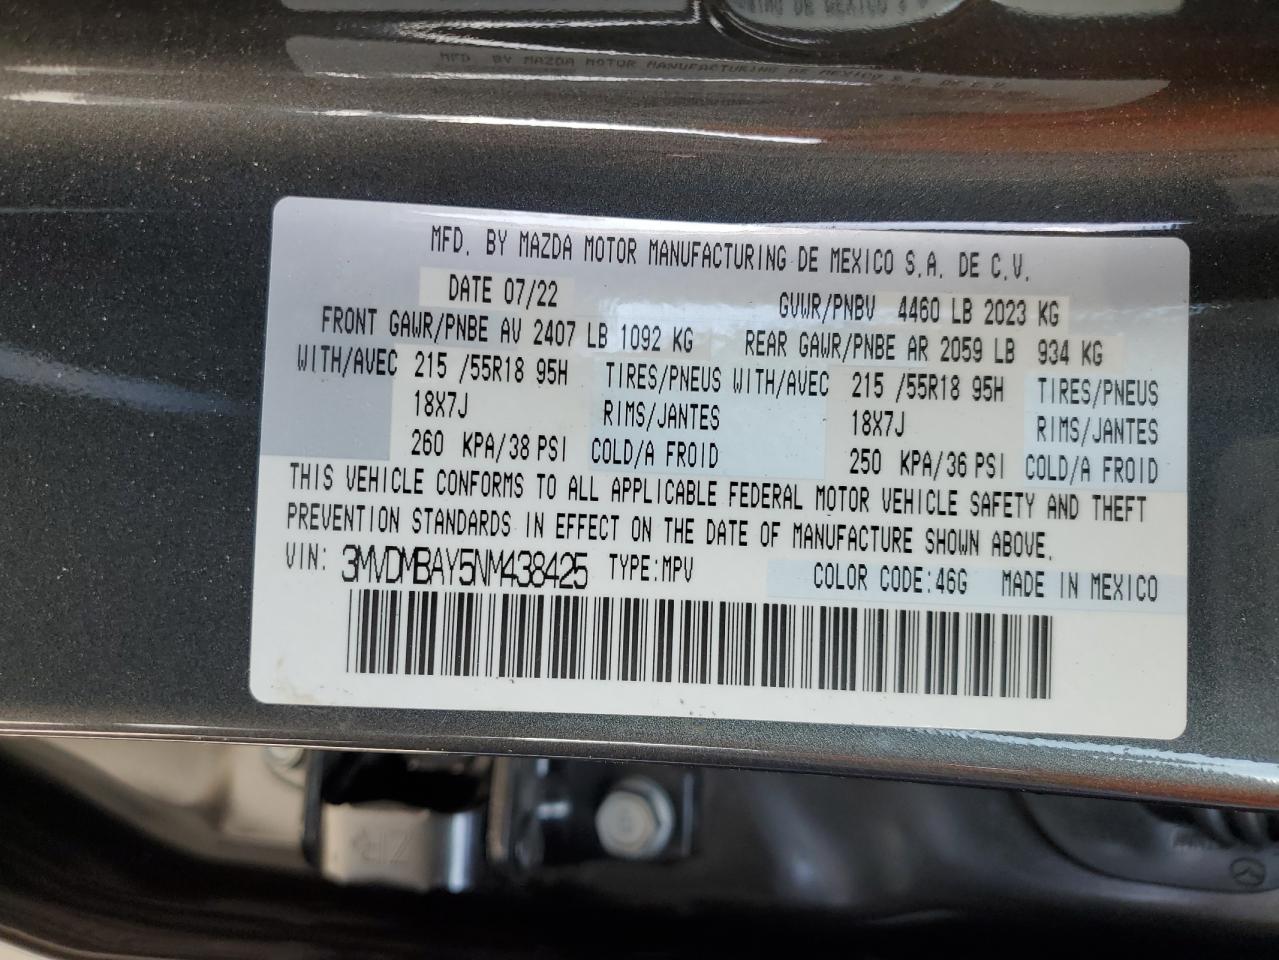 MFD. BY MAZDA MOTOR MANUFACTURING DE MEXICO S.A. DE C.V.
DATE 07/22 GVWR/PNBV 4460 LB 2023 KG
FRONT GAWR/PNBE AV 2407 LB 1092 KG REAR GAWR/PNBE AR 2059 LB 934 KG
WITH/AVEC 215 /55R18 95H TIRES/PNEUS WITH/AVEC 215 /55R18 95H TIRES/PNEUS
18X7J RIMS/JANTES 18X7J RIMS/JANTES
260 KPA/38 PSI COLD/A FROID 250 KPA/36 PSI COLD/A FROID
THIS VEHICLE CONFORMS TO ALL APPLICABLE FEDERAL MOTOR VEHICLE SAFETY AND THEFT
PREVENTION STANDARDS IN EFFECT ON THE DATE OF MANUFACTURE SHOWN ABOVE.
VIN: 3MVDMBAY5NM438425 TYPE:MPV COLOR CODE:46G MADE IN MEXICO